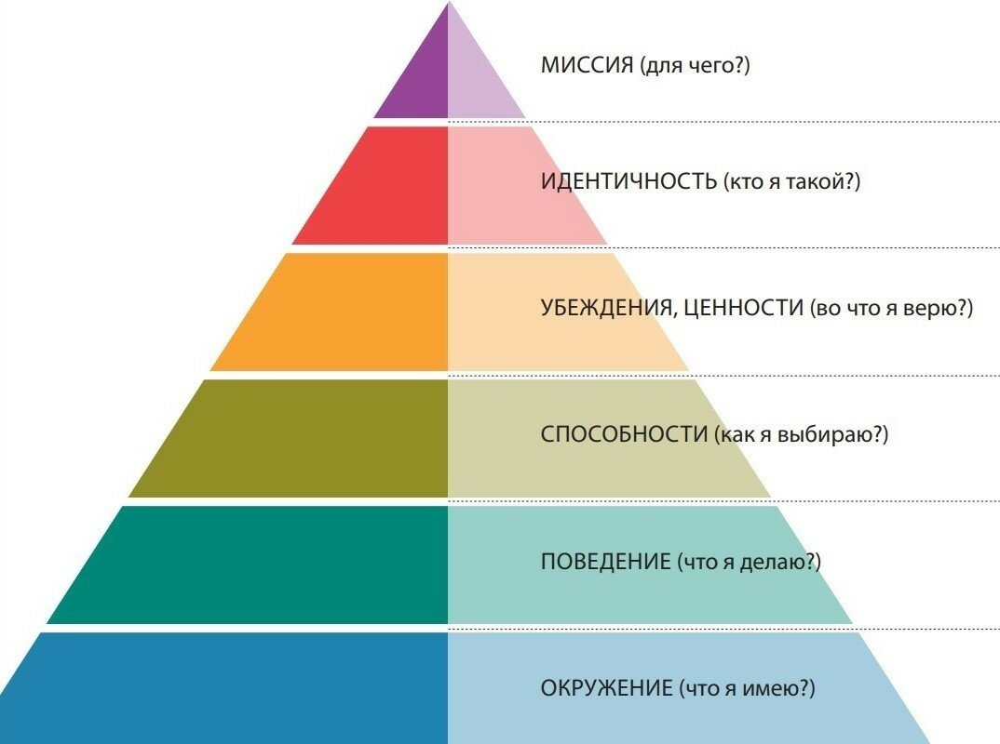 МИССИЯ (для чего?)
ИДЕНТИЧНОСТЬ (кто я такой?)
УБЕЖДЕНИЯ, ЦЕННОСТИ (во что я верю?)
СПОСОБНОСТИ (как я выбираю?)
ПОВЕДЕНИЕ (что я делаю?)
ОКРУЖЕНИЕ (что я имею?)